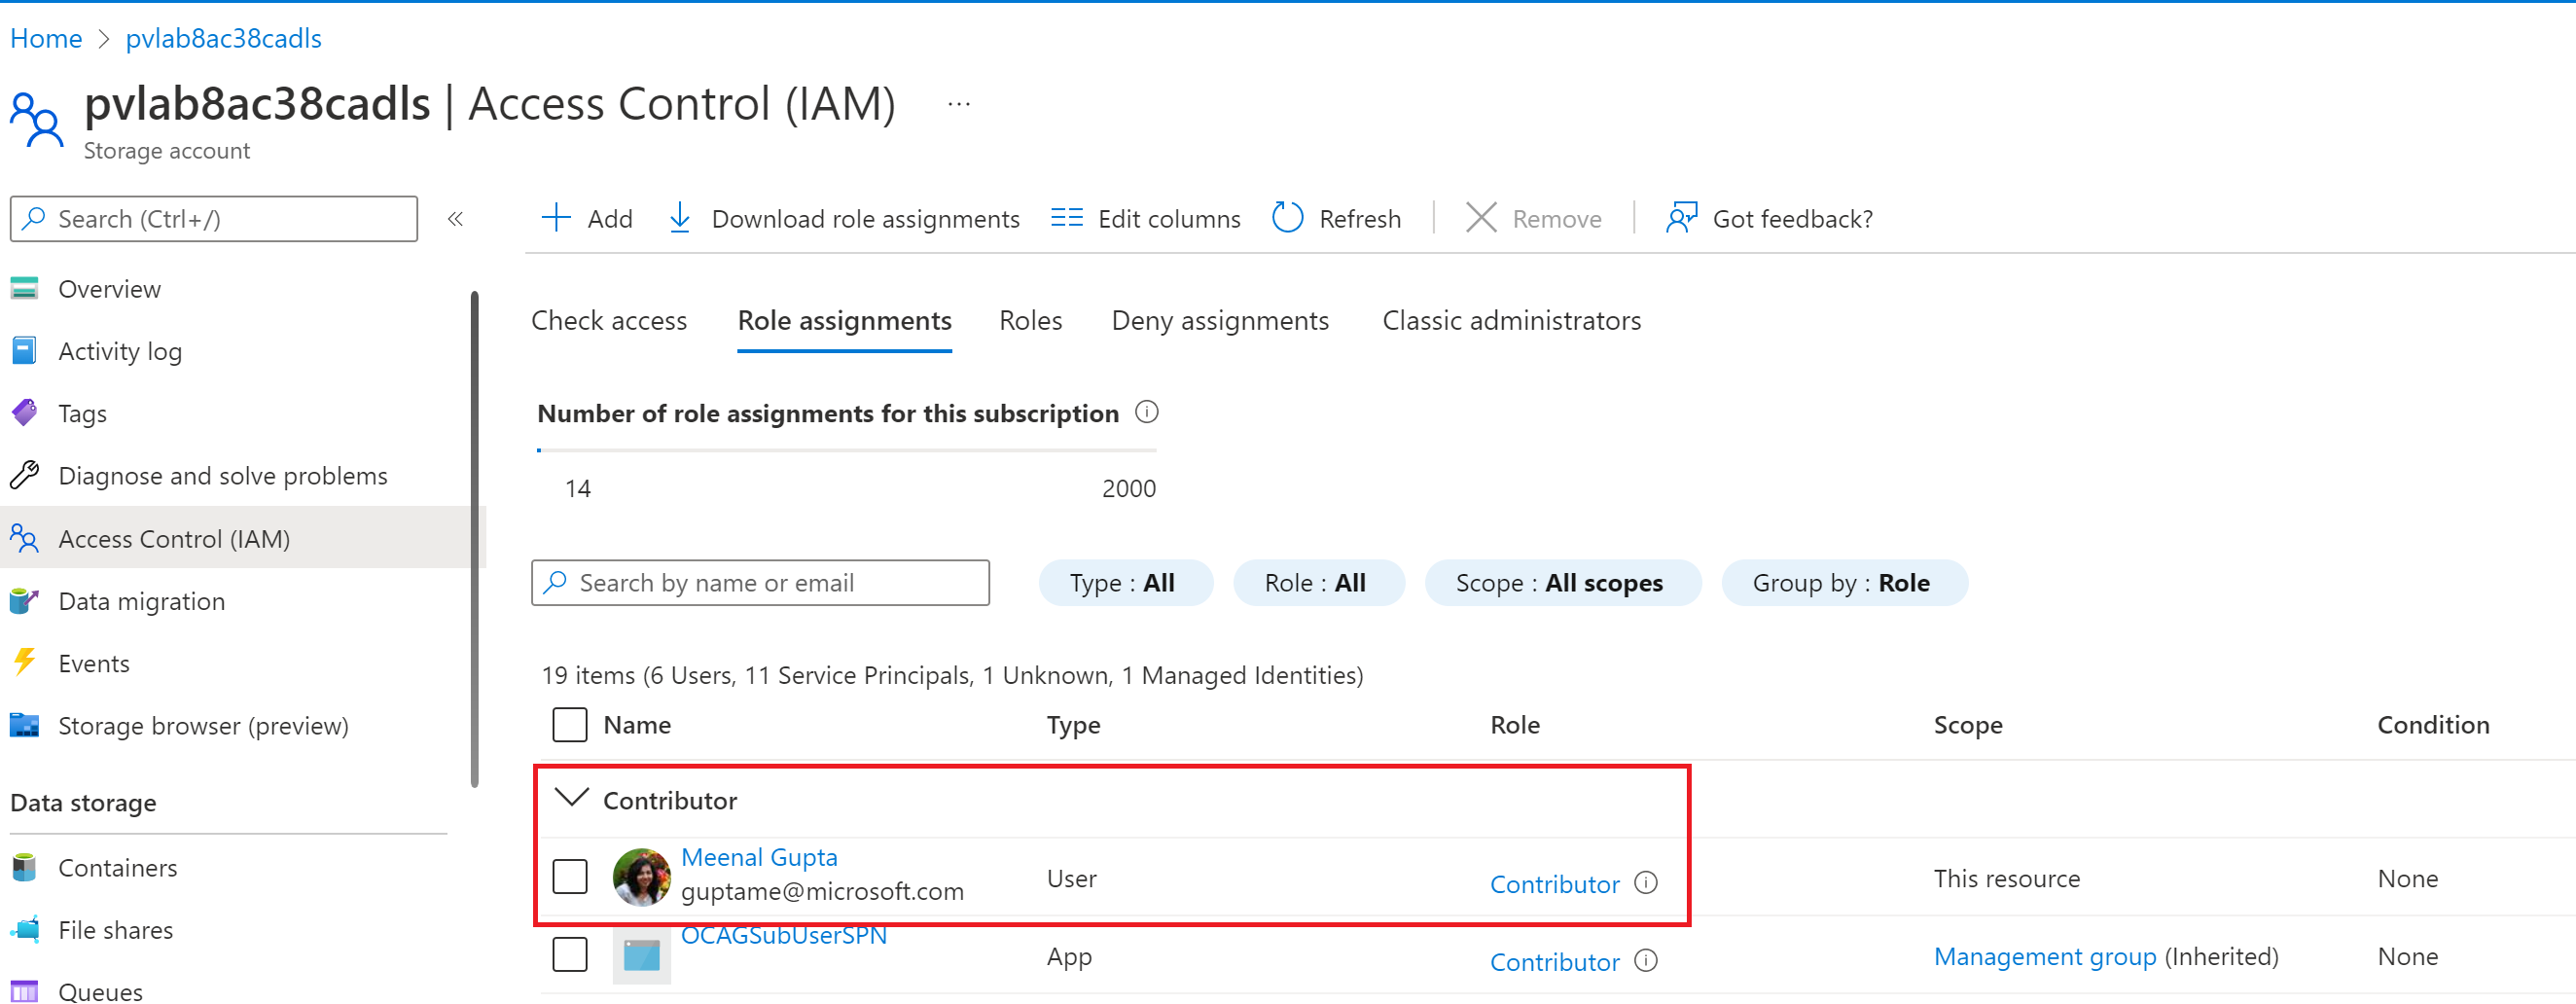 Home > pvlab8ac38cadls
pvlab8ac38cadls | Access Control (IAM) ...
Storage account
Search (Ctrl+/) «
Add Download role assignments Edit columns Refresh Remove Got feedback?
Overview
Activity log
Tags
Diagnose and solve problems
Access Control (IAM)
Data migration
Events
Storage browser (preview)
Data storage
Containers
File shares
Queues
Check access Role assignments Roles Deny assignments Classic administrators
Number of role assignments for this subscription
14 2000
Search by name or email Type : All Role : All Scope : All scopes Group by : Role
19 items (6 Users, 11 Service Principals, 1 Unknown, 1 Managed Identities)
Name Type Role Scope Condition
Contributor
Meenal Gupta
guptame@microsoft.com User Contributor This resource None
OCAGSubUserSPN
App Contributor Management group (Inherited) None